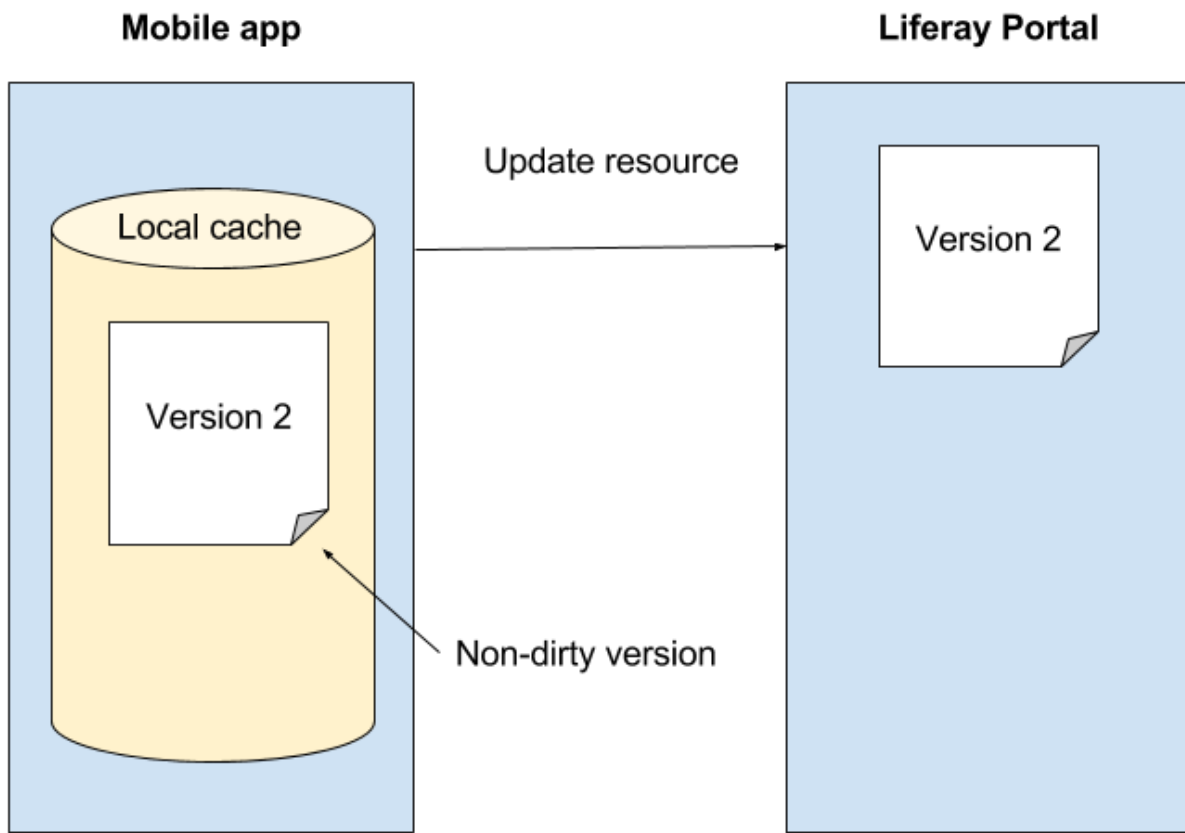 Mobile app
Liferay Portal
Update resource
Local cache
Version 2
Version 2
Non-dirty version